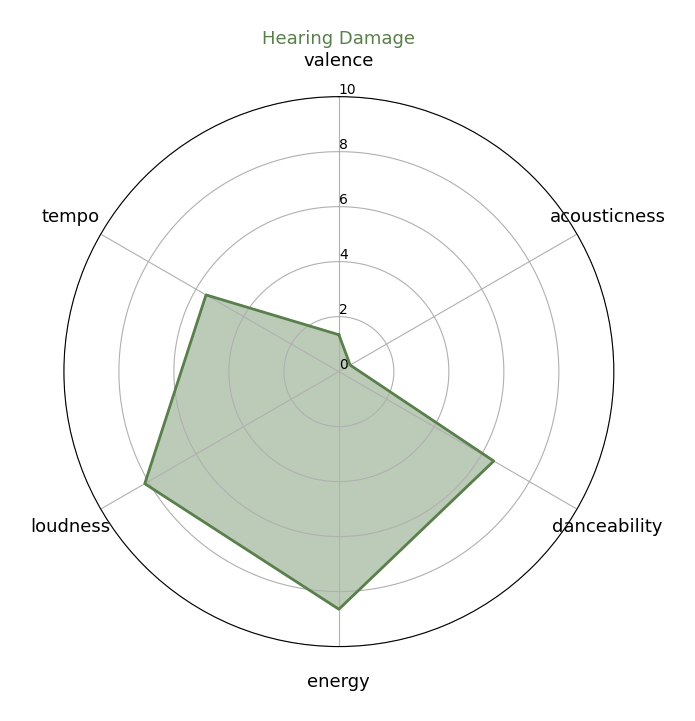 Hearing Damage
valence
10
8
6
4
2
0
tempo
acousticness
loudness
danceability
energy